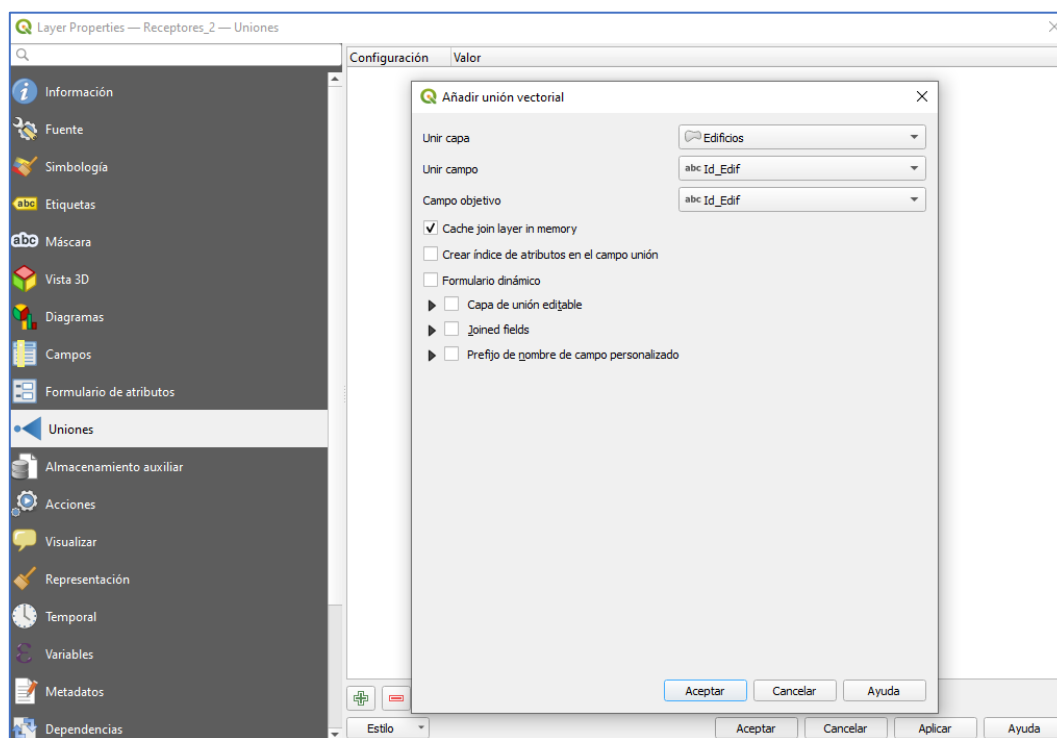 Layer Properties — Receptores_2 — Uniones
Información
Fuente
Simbología
abc Etiquetas
abc Máscara
Vista 3D
Diagramas
Campos
Formulario de atributos
Uniones
Almacenamiento auxiliar
Acciones
Visualizar
Representación
Temporal
Variables
Metadatos
Dependencias
Configuración Valor
Añadir unión vectorial
Unir capa Edificios
Unir campo abc Id_Edif
Campo objetivo abc Id_Edif
Cache join layer in memory
Crear índice de atributos en el campo unión
Formulario dinámico
Capa de unión editable
Joined fields
Prefijo de nombre de campo personalizado
Aceptar Cancelar Ayuda
Estilo Aceptar Cancelar Aplicar Ayuda